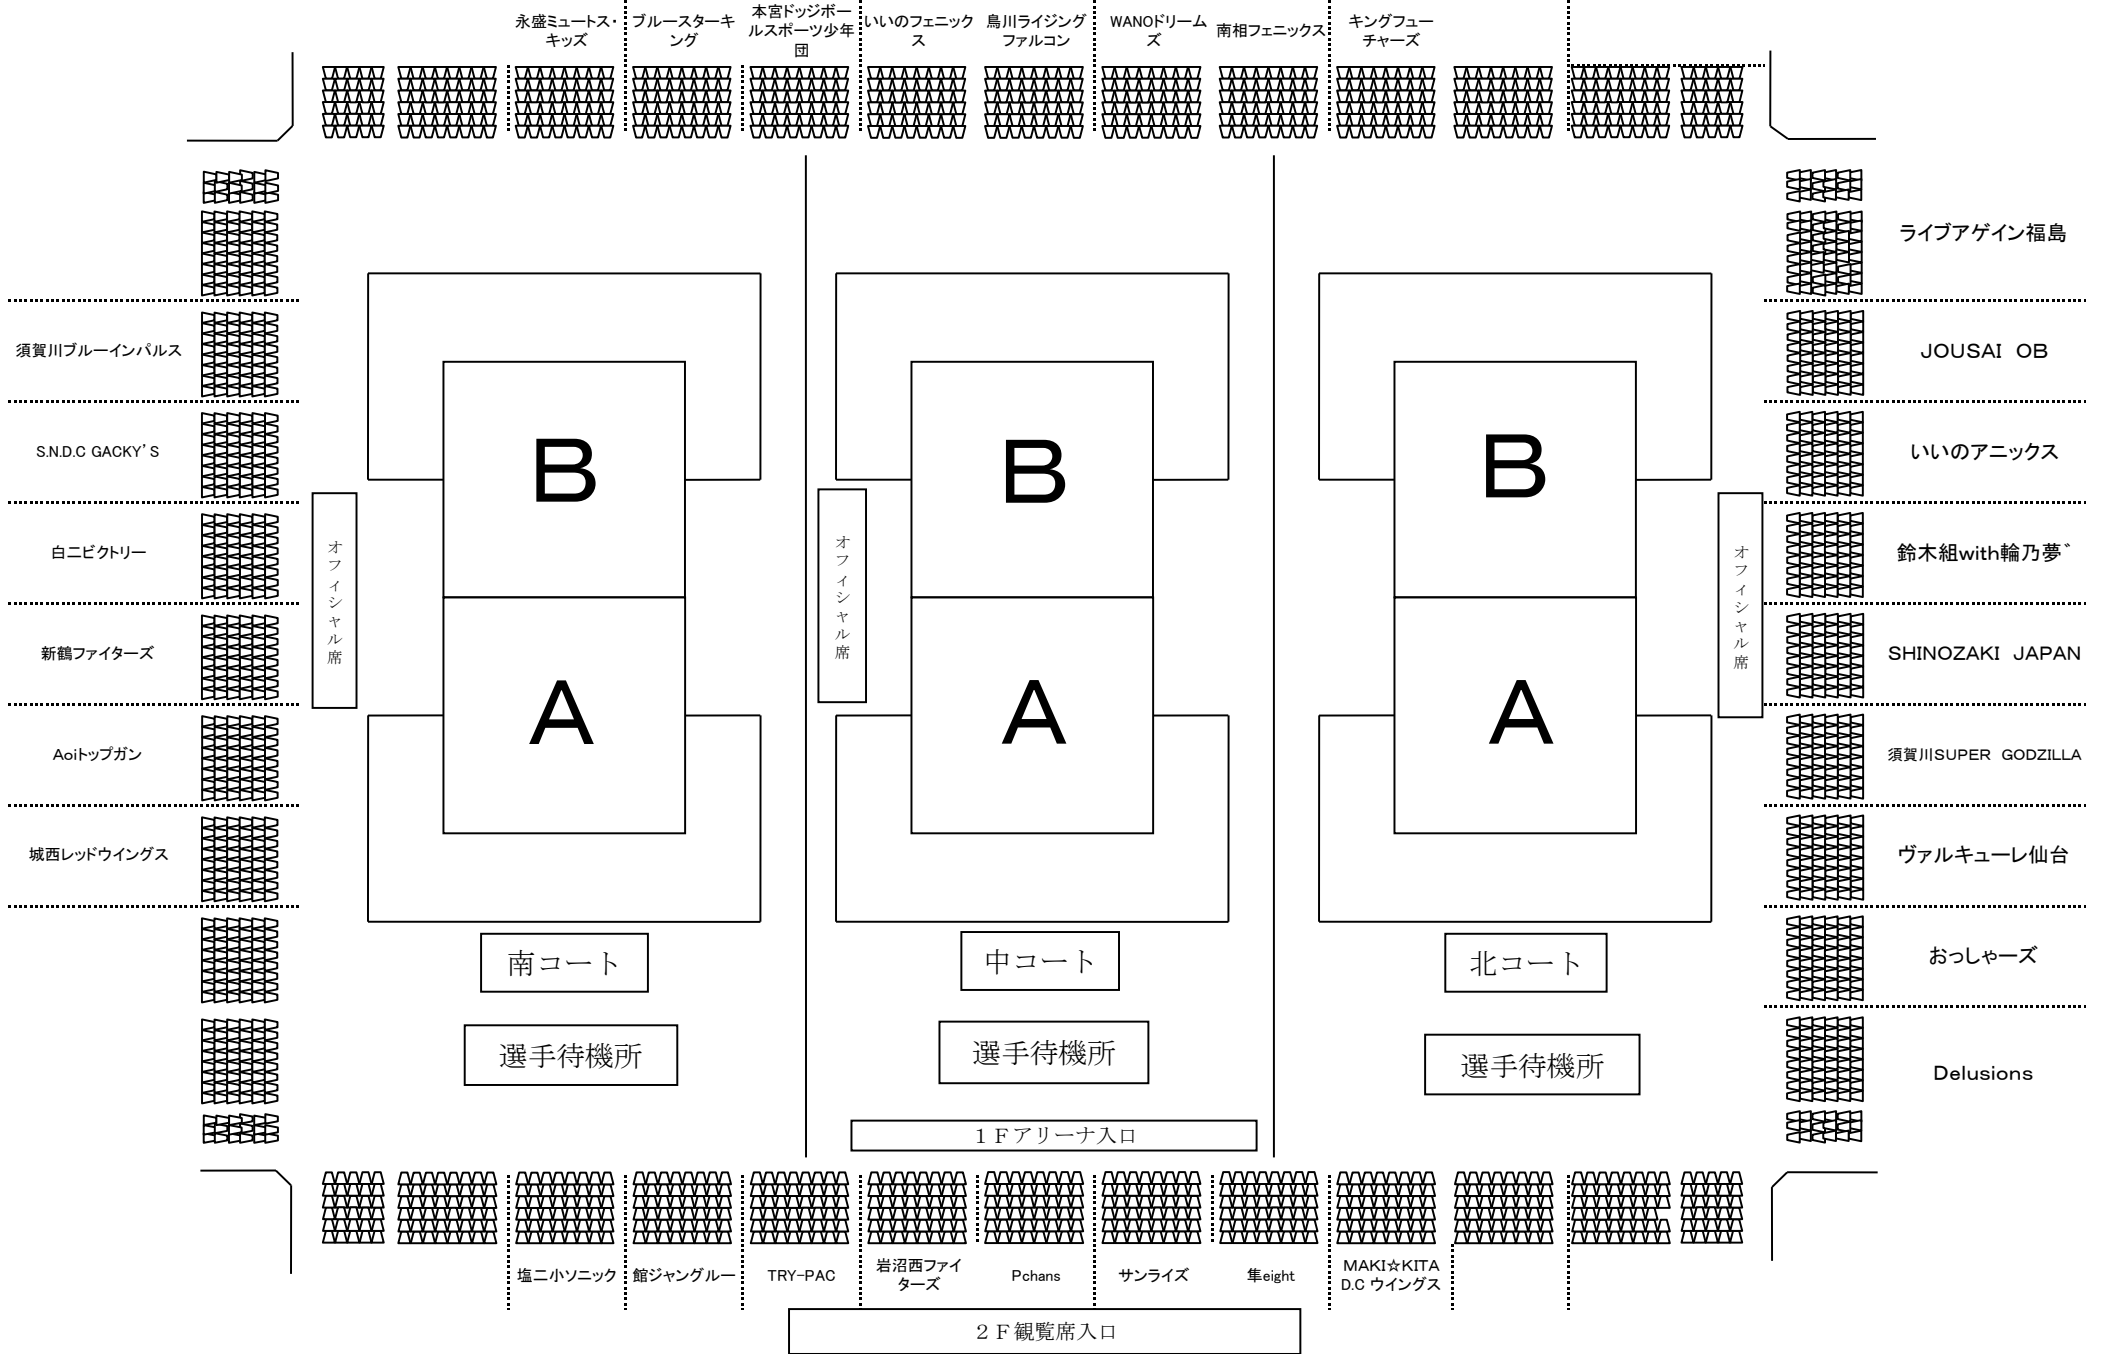 永盛ミュートス・
キッズ
ブルースターキ
ング
本宮ドッジボー
ルスポーツ少年
団
いいのフェニック
ス
鳥川ライジング
ファルコン
WANOドリーム
ズ
南相フェニックス
キングフュー
チャーズ
須賀川ブルーインパルス
S.N.D.C GACKY'S
白二ビクトリー
新鶴ファイターズ
Aoiトップガン
城西レッドウイングス
オフィシャル席
B
A
南コート
選手待機所
オフィシャル席
B
A
中コート
選手待機所
B
A
オフィシャル席
北コート
選手待機所
ライブアゲイン福島
JOUSAI OB
いいのアニックス
鈴木組with輪乃夢゛
SHINOZAKI JAPAN
須賀川SUPER GODZILLA
ヴァルキューレ仙台
おっしゃーズ
Delusions
1Fアリーナ入口
塩二小ソニック
館ジャングルー
TRY-PAC
岩沼西ファイ
ターズ
Pchans
サンライズ
隼eight
MAKI☆KITA
D.C ウイングス
2F観覧席入口